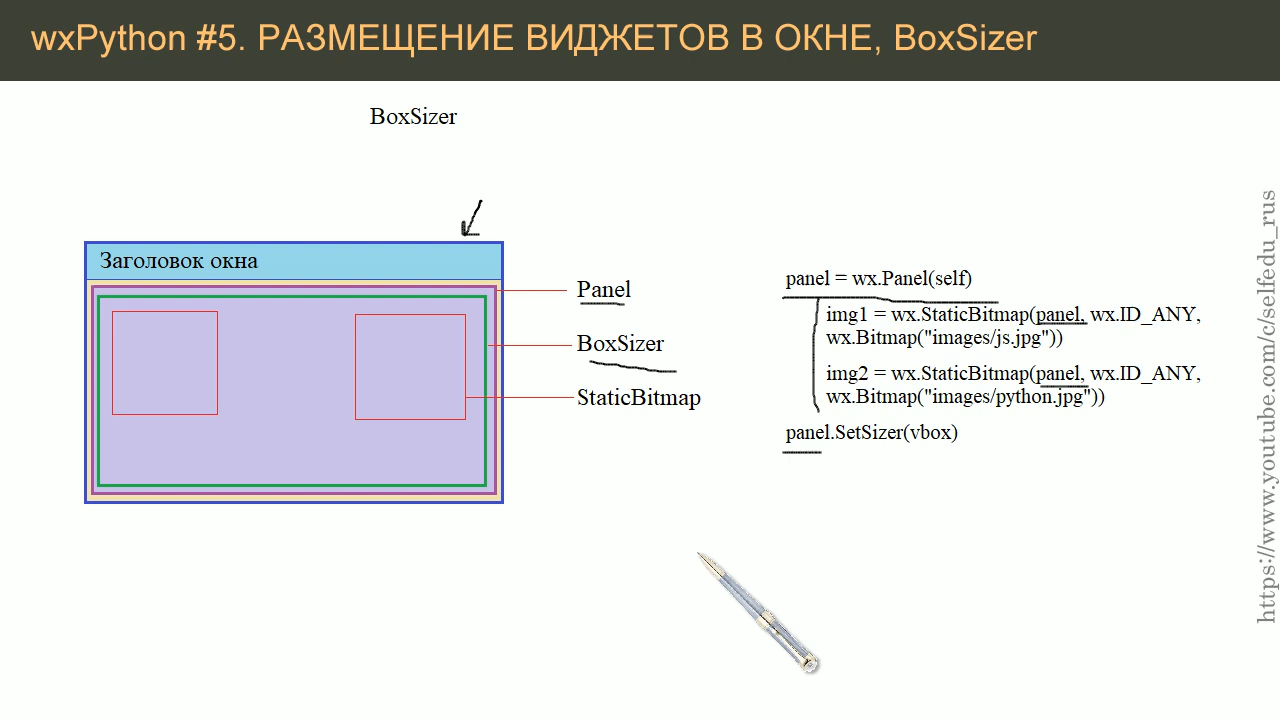 wxPython #5. РАЗМЕЩЕНИЕ ВИДЖЕТОВ В ОКНЕ, BoxSizer
BoxSizer
Заголовок окна
Panel
BoxSizer
StaticBitmap
panel = wx.Panel(self)
img1 = wx.StaticBitmap(panel, wx.ID_ANY,
wx.Bitmap("images/js.jpg"))
img2 = wx.StaticBitmap(panel, wx.ID_ANY,
wx.Bitmap("images/python.jpg"))
panel.SetSizer(vbox)
https://www.youtube.com/c/selfedu_rus